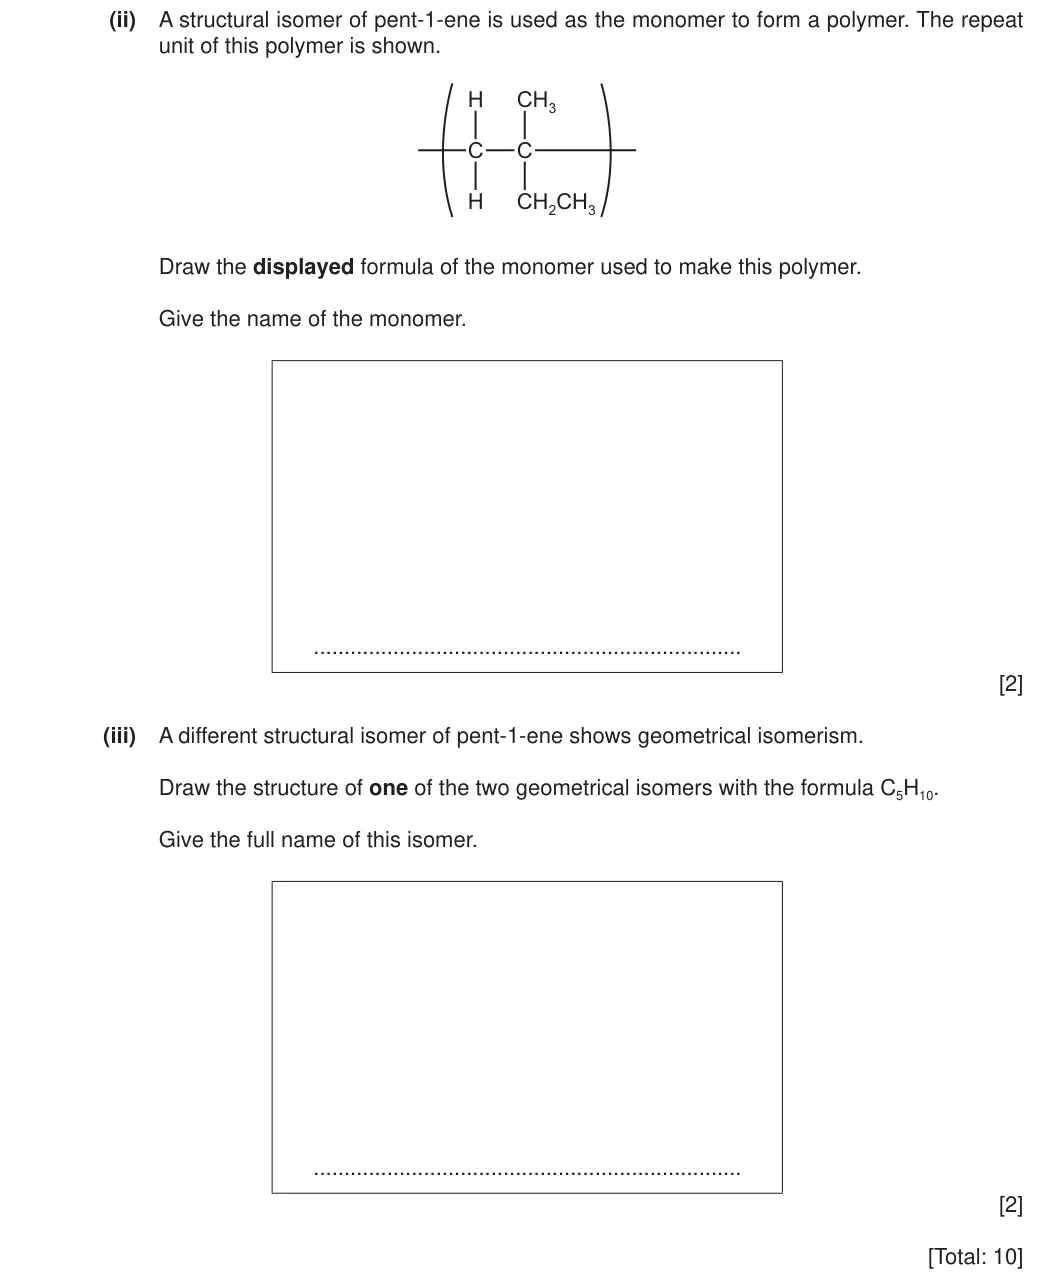 (ii) A structural isomer of pent-1-ene is used as the monomer to form a polymer. The repeat
unit of this polymer is shown.
H CH3
C C
H CH2CH3
Draw the displayed formula of the monomer used to make this polymer.
Give the name of the monomer.
......................................................................
[2]
(iii) A different structural isomer of pent-1-ene shows geometrical isomerism.
Draw the structure of one of the two geometrical isomers with the formula C5H10.
Give the full name of this isomer.
......................................................................
[2]
[Total: 10]